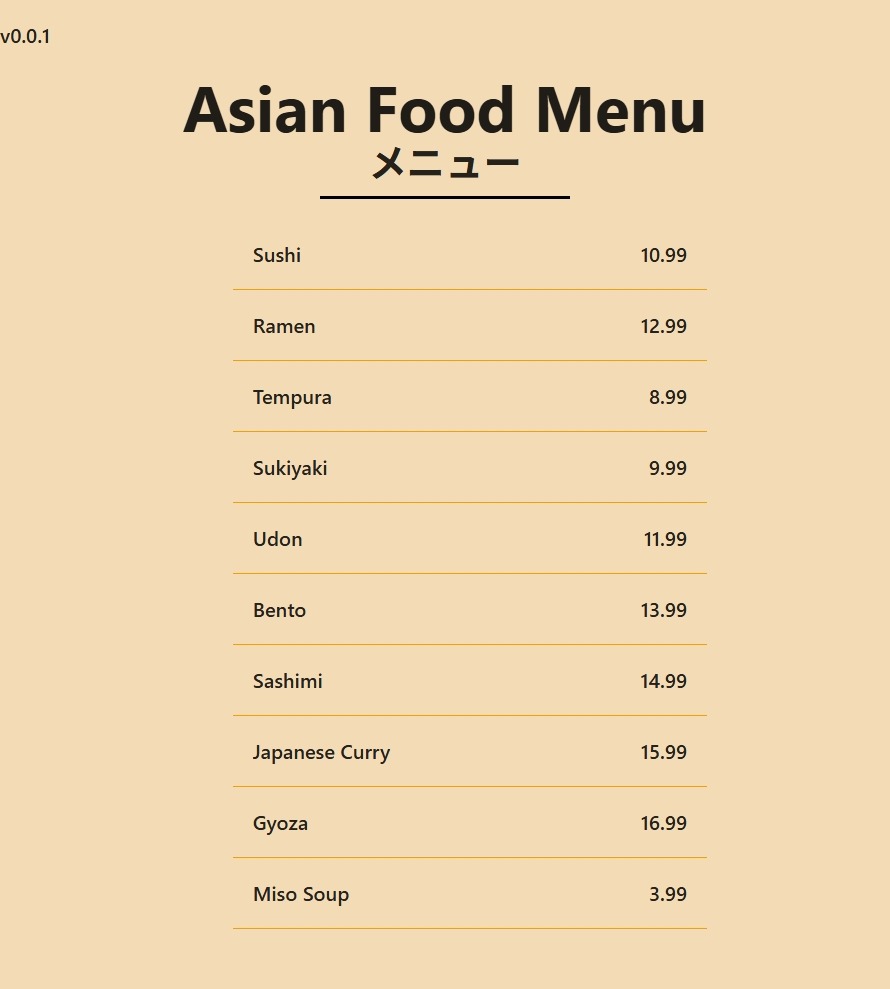 v0.0.1
Asian Food Menu
メニュー
Sushi 10.99
Ramen 12.99
Tempura 8.99
Sukiyaki 9.99
Udon 11.99
Bento 13.99
Sashimi 14.99
Japanese Curry 15.99
Gyoza 16.99
Miso Soup 3.99